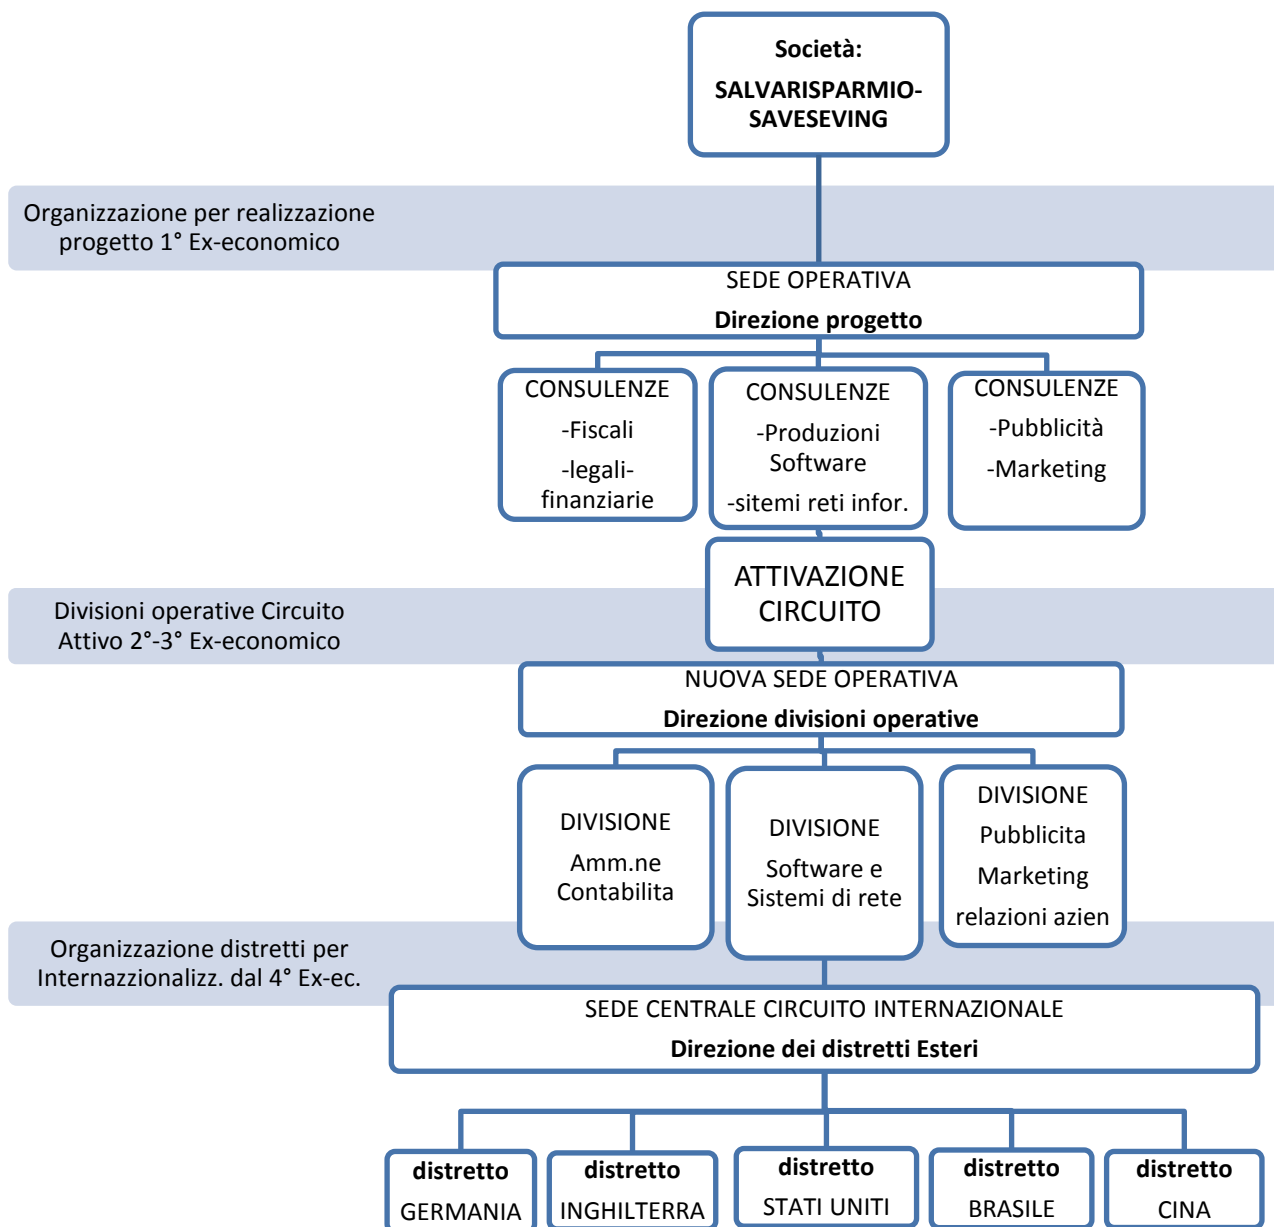 Società:
SALVARISPARMIO-
SAVESEVING
Organizzazione per realizzazione
progetto 1° Ex-economico
SEDE OPERATIVA
Direzione progetto
CONSULENZE
-Fiscali
-legali-
finanziarie
CONSULENZE
-Produzioni
Software
-sitemi reti infor.
CONSULENZE
-Pubblicità
-Marketing
ATTIVAZIONE
CIRCUITO
Divisioni operative Circuito
Attivo 2°-3° Ex-economico
NUOVA SEDE OPERATIVA
Direzione divisioni operative
DIVISIONE
Amm.ne
Contabilita
DIVISIONE
Software e
Sistemi di rete
DIVISIONE
Pubblicita
Marketing
relazioni azien
Organizzazione distretti per
Internazzionalizz. dal 4° Ex-ec.
SEDE CENTRALE CIRCUITO INTERNAZIONALE
Direzione dei distretti Esteri
distretto
GERMANIA
distretto
INGHILTERRA
distretto
STATI UNITI
distretto
BRASILE
distretto
CINA